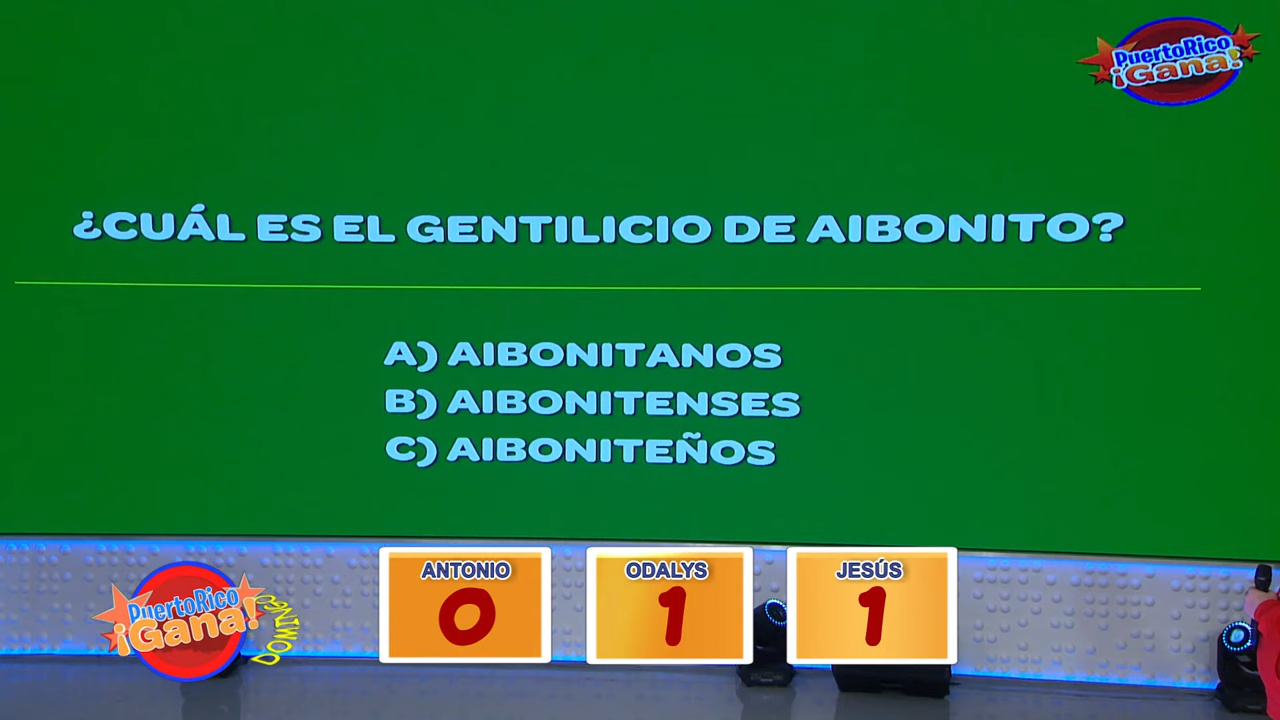 PuertoRico
¡Gana!
¿CUÁL ES EL GENTILICIO DE AIBONITO?
A) AIBONITANOS
B) AIBONITENSES
C) AIBONITEÑOS
ANTONIO
0
ODALYS
1
JESÚS
1
PuertoRico
¡Gana!